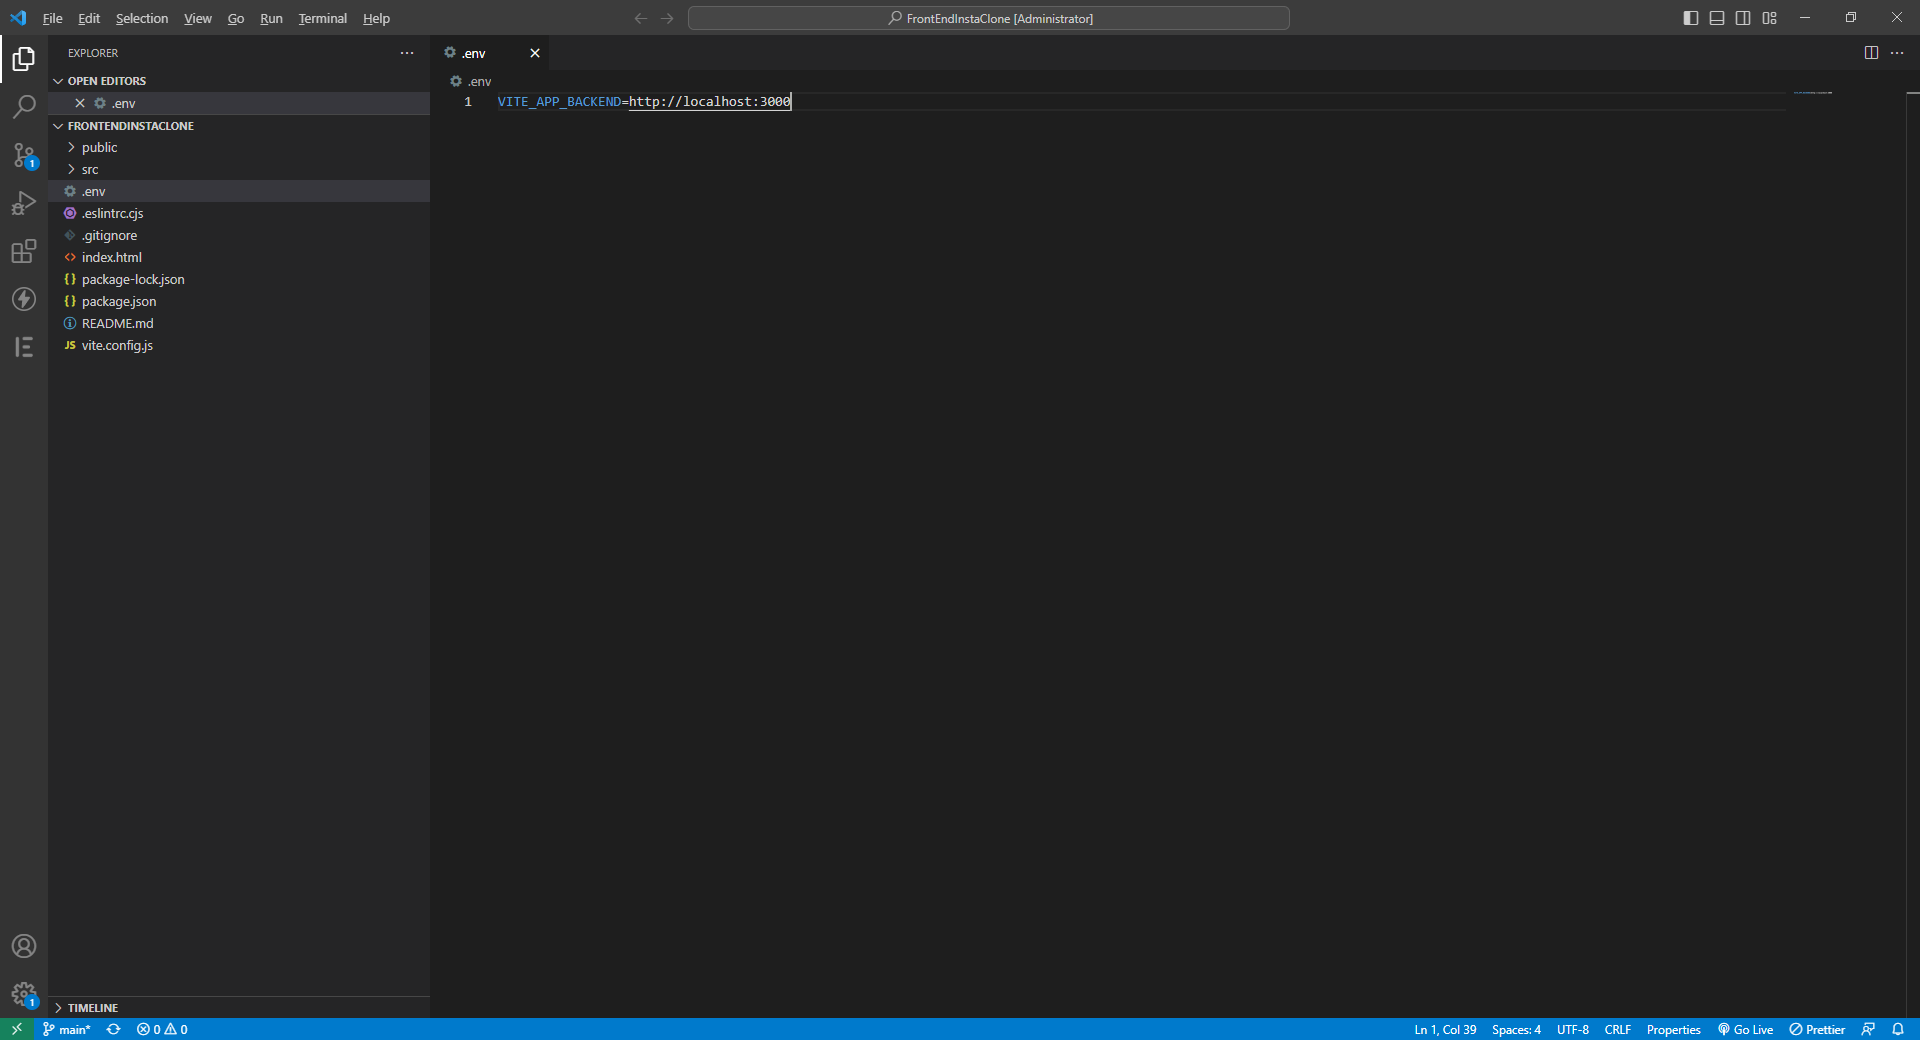 File Edit Selection View Go Run Terminal Help
FrontEndInstaClone [Administrator]
EXPLORER
OPEN EDITORS
.env
FRONTENDINSTACLONE
public
src
.env
.eslintrc.cjs
.gitignore
index.html
package-lock.json
package.json
README.md
JS vite.config.js
TIMELINE
.env
.env
1 VITE_APP_BACKEND=http://localhost:3000
1
1
main* 0 0
Ln 1, Col 39 Spaces: 4 UTF-8 CRLF Properties Go Live Prettier